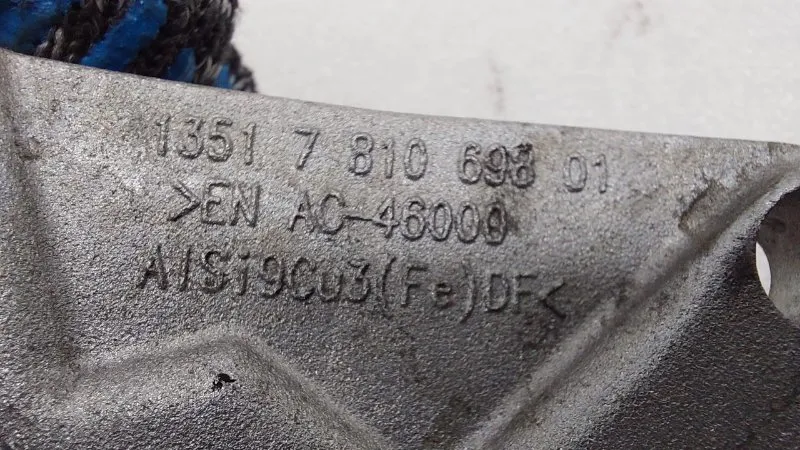 1351 7 810 698 01
>EN AC-46000
AlSi9Cu3(Fe)DF<